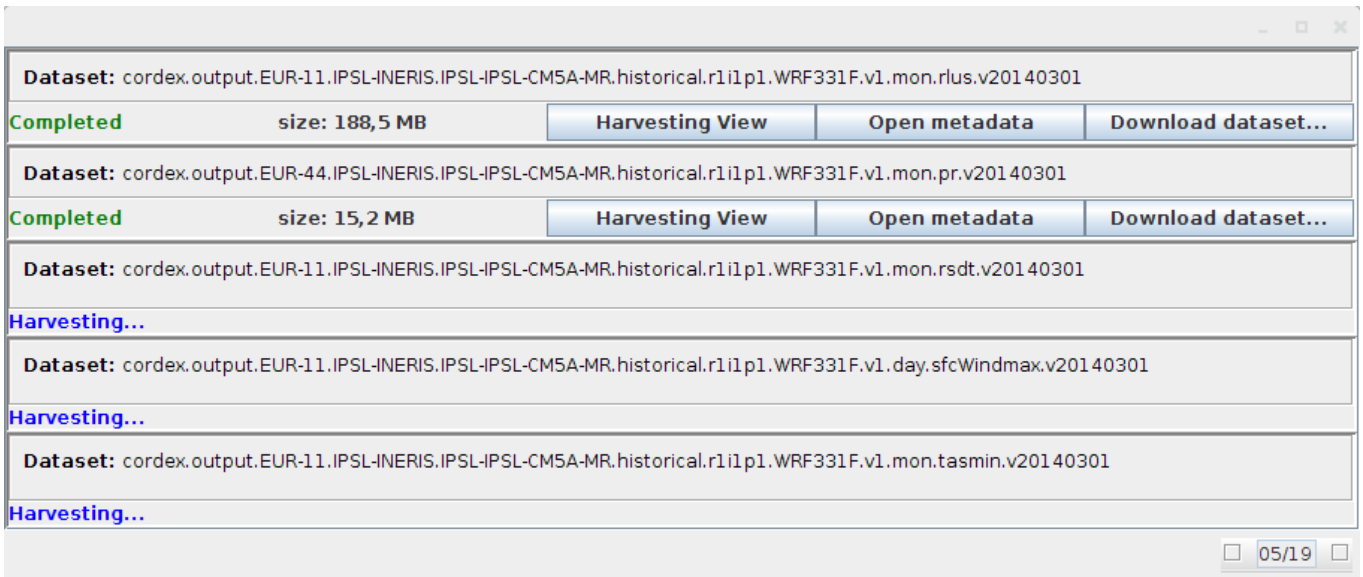 Dataset: cordex.output.EUR-11.IPSL-INERIS.IPSL-IPSL-CM5A-MR.historical.r1i1p1.WRF331F.v1.mon.rlus.v20140301
Completed size: 188,5 MB Harvesting View Open metadata Download dataset...
Dataset: cordex.output.EUR-44.IPSL-INERIS.IPSL-IPSL-CM5A-MR.historical.r1i1p1.WRF331F.v1.mon.pr.v20140301
Completed size: 15,2 MB Harvesting View Open metadata Download dataset...
Dataset: cordex.output.EUR-11.IPSL-INERIS.IPSL-IPSL-CM5A-MR.historical.r1i1p1.WRF331F.v1.mon.rsdt.v20140301
Harvesting...
Dataset: cordex.output.EUR-11.IPSL-INERIS.IPSL-IPSL-CM5A-MR.historical.r1i1p1.WRF331F.v1.day.sfcWindmax.v20140301
Harvesting...
Dataset: cordex.output.EUR-11.IPSL-INERIS.IPSL-IPSL-CM5A-MR.historical.r1i1p1.WRF331F.v1.mon.tasmin.v20140301
Harvesting...
05/19